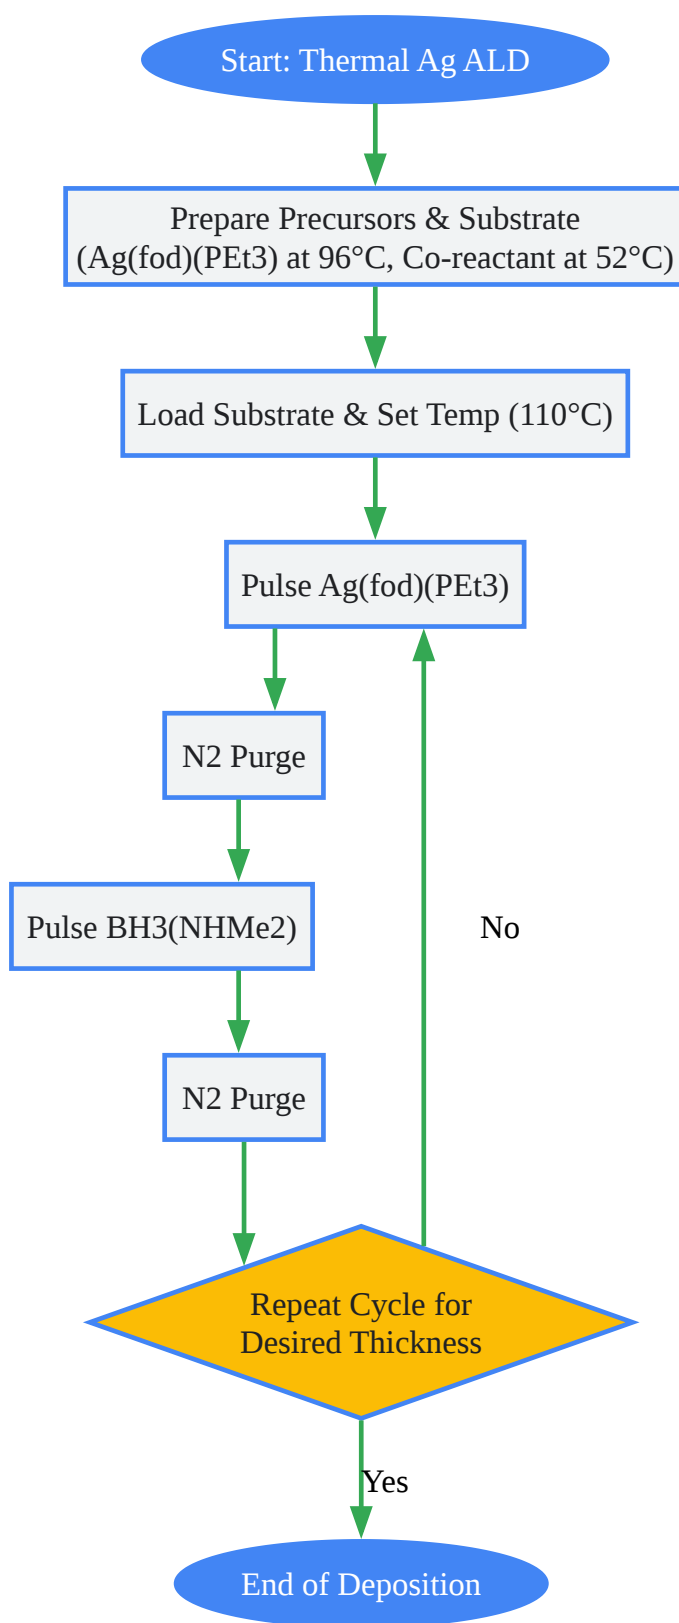 Start: Thermal Ag ALD
Prepare Precursors & Substrate
(Ag(fod)(PEt3) at 96°C, Co-reactant at 52°C)
Load Substrate & Set Temp (110°C)
Pulse Ag(fod)(PEt3)
N2 Purge
Pulse BH3(NHMe2)
No
N2 Purge
Repeat Cycle for
Desired Thickness
Yes
End of Deposition